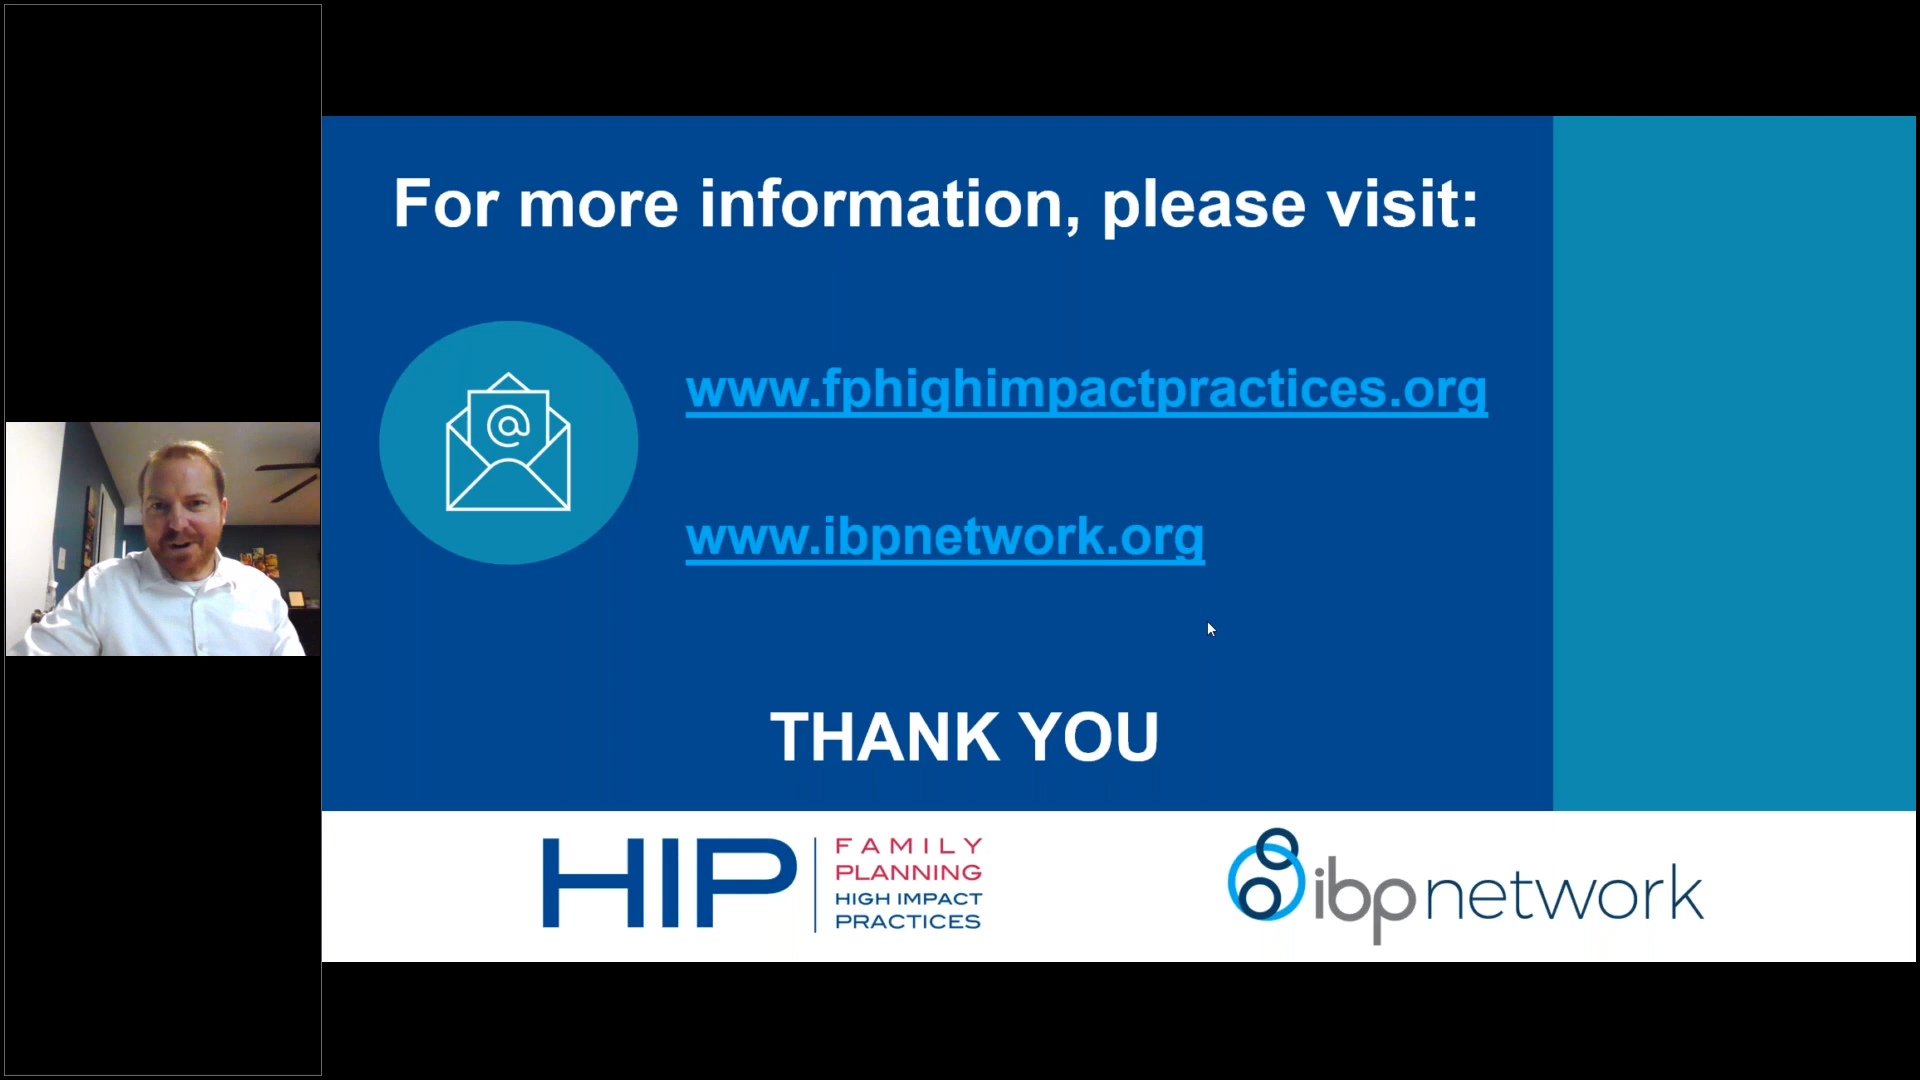 For more information, please visit:
@
www.fphighimpactpractices.org
www.ibpnetwork.org
THANK YOU
HIP
FAMILY
PLANNING
HIGH IMPACT
PRACTICES
ibpnetwork